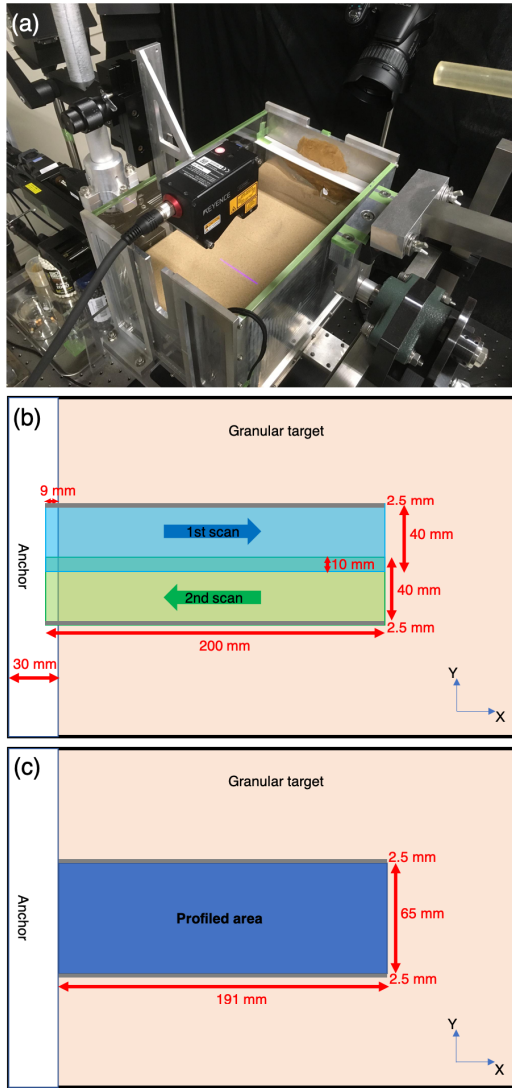 (a)
KEYENCE
(b)
Granular target
9 mm
2.5 mm
1st scan
40 mm
Anchor
10 mm
2nd scan
40 mm
2.5 mm
200 mm
30 mm
Y
X
(c)
Granular target
2.5 mm
Anchor
Profiled area
65 mm
2.5 mm
191 mm
Y
X